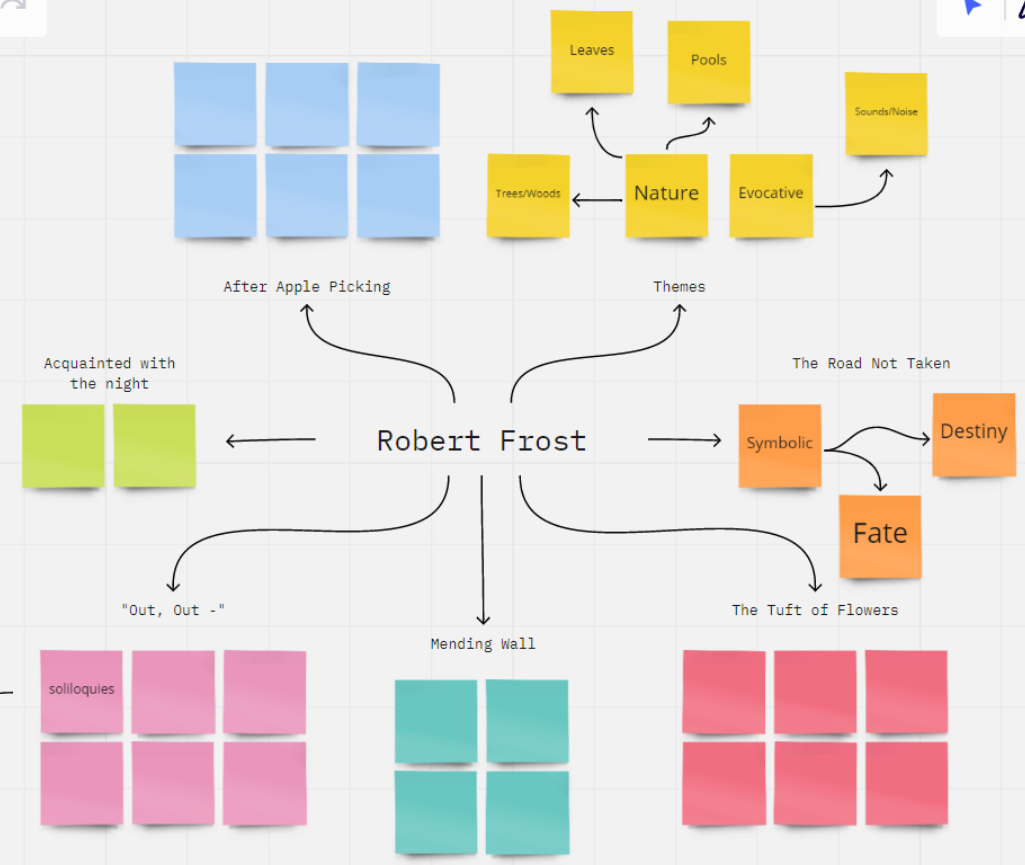 Leaves
Pools
Sounds/Noise
Trees/Woods
Nature
Evocative
After Apple Picking
Themes
Acquainted with
the night
The Road Not Taken
Robert Frost
Symbolic
Destiny
Fate
"Out, Out -"
The Tuft of Flowers
Mending Wall
soliloquies